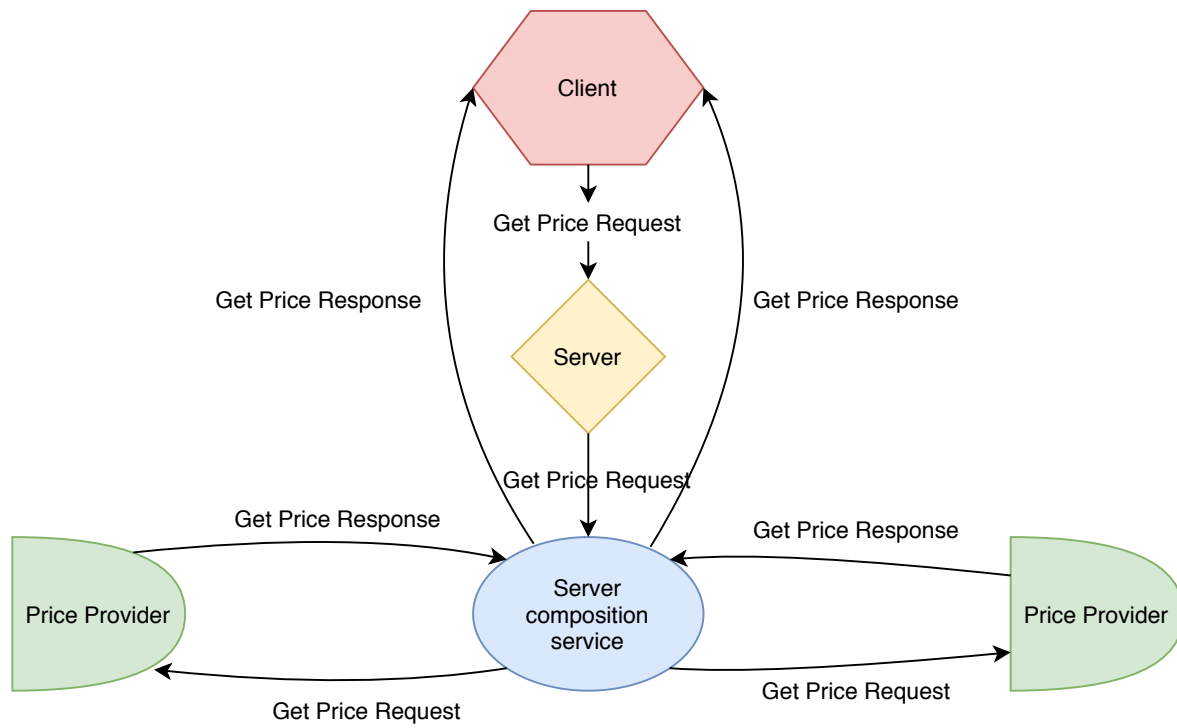 Client
Get Price Request
Get Price Response
Get Price Response
Server
Get Price Request
Get Price Response
Get Price Response
Price Provider
Server
composition
service
Price Provider
Get Price Request
Get Price Request